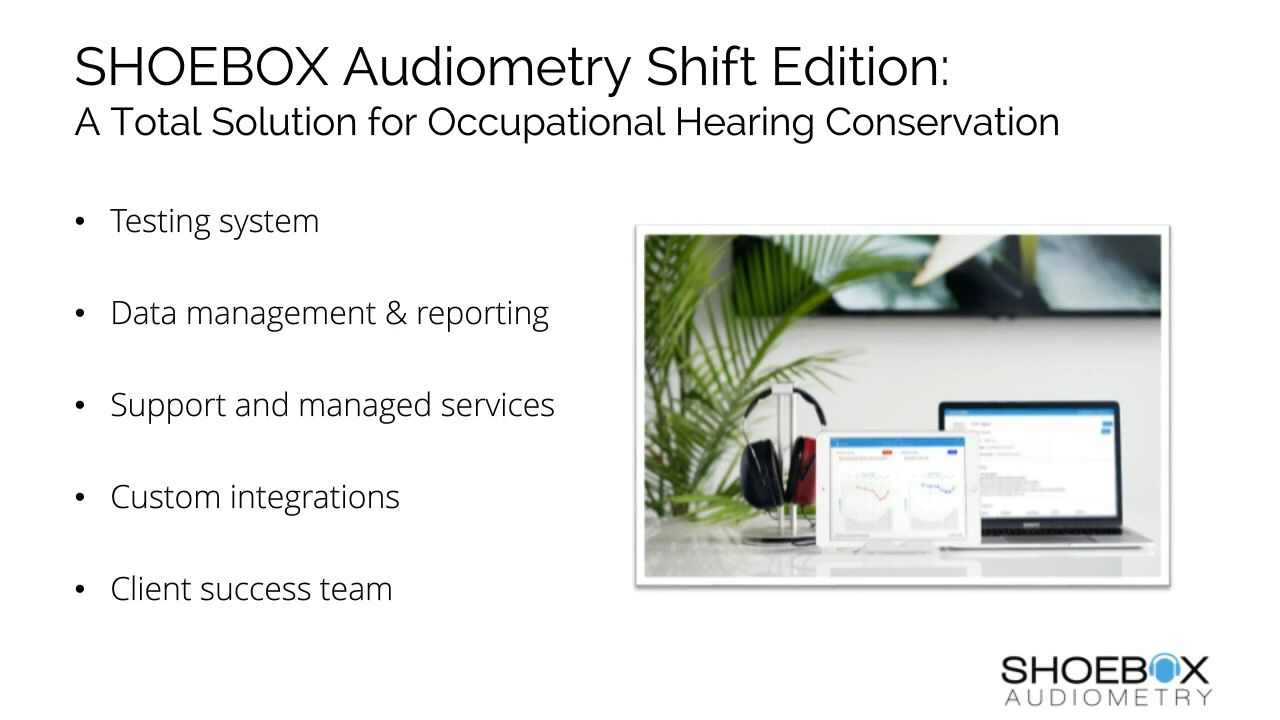 SHOEBOX Audiometry Shift Edition:
A Total Solution for Occupational Hearing Conservation
• Testing system
• Data management & reporting
• Support and managed services
• Custom integrations
• Client success team
SHOEBOX
AUDIOMETRY